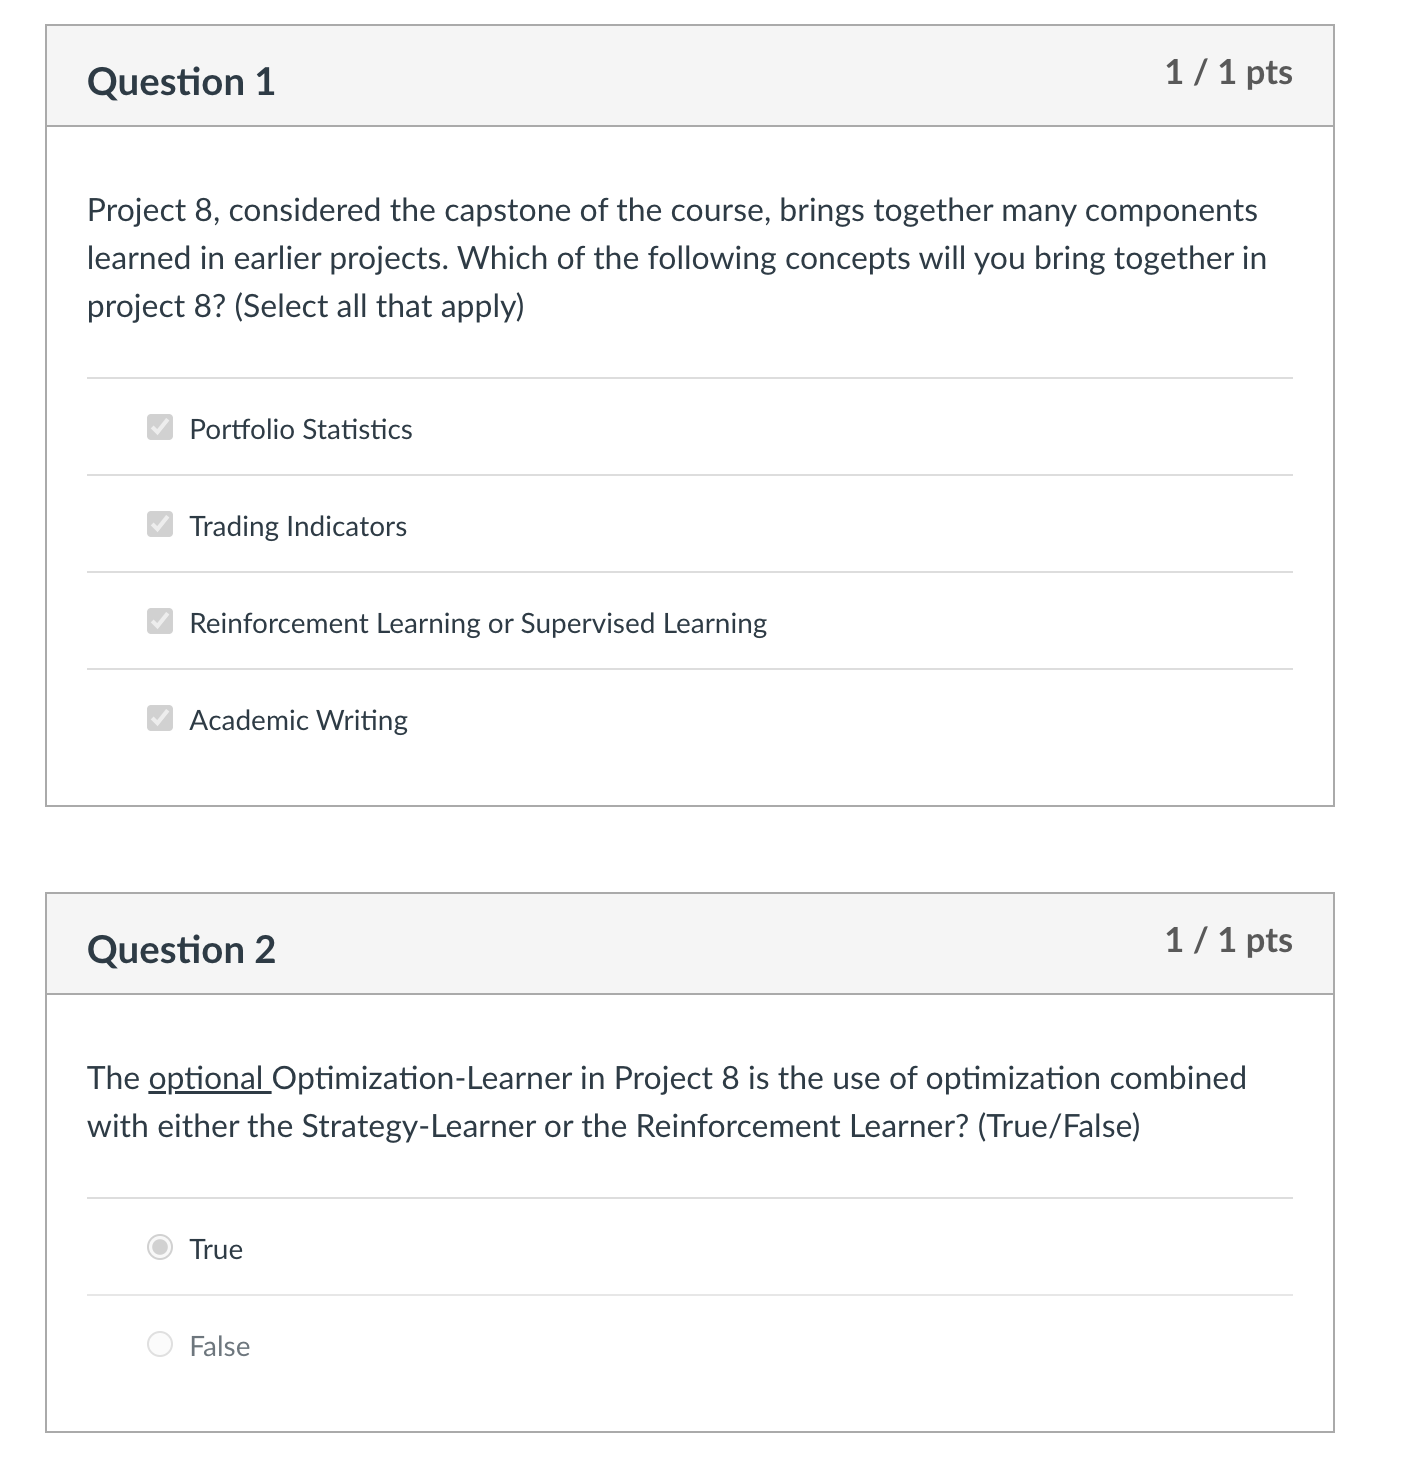 Question 1
1 / 1 pts
Project 8, considered the capstone of the course, brings together many components
learned in earlier projects. Which of the following concepts will you bring together in
project 8? (Select all that apply)
Portfolio Statistics
Trading Indicators
Reinforcement Learning or Supervised Learning
Academic Writing
Question 2
1 / 1 pts
The optional Optimization-Learner in Project 8 is the use of optimization combined
with either the Strategy-Learner or the Reinforcement Learner? (True/False)
True
False